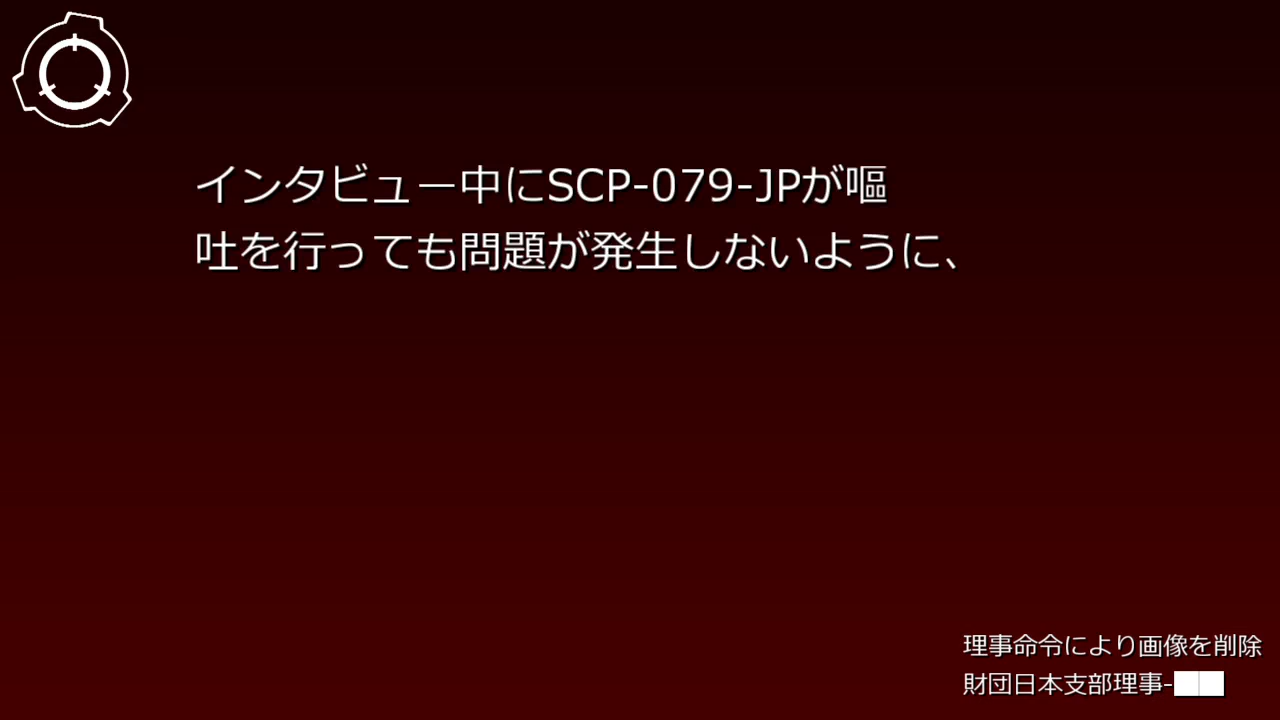 インタビュー中にSCP-079-JPが嘔
吐を行っても問題が発生しないように、
理事命令により画像を削除
財団日本支部理事-██